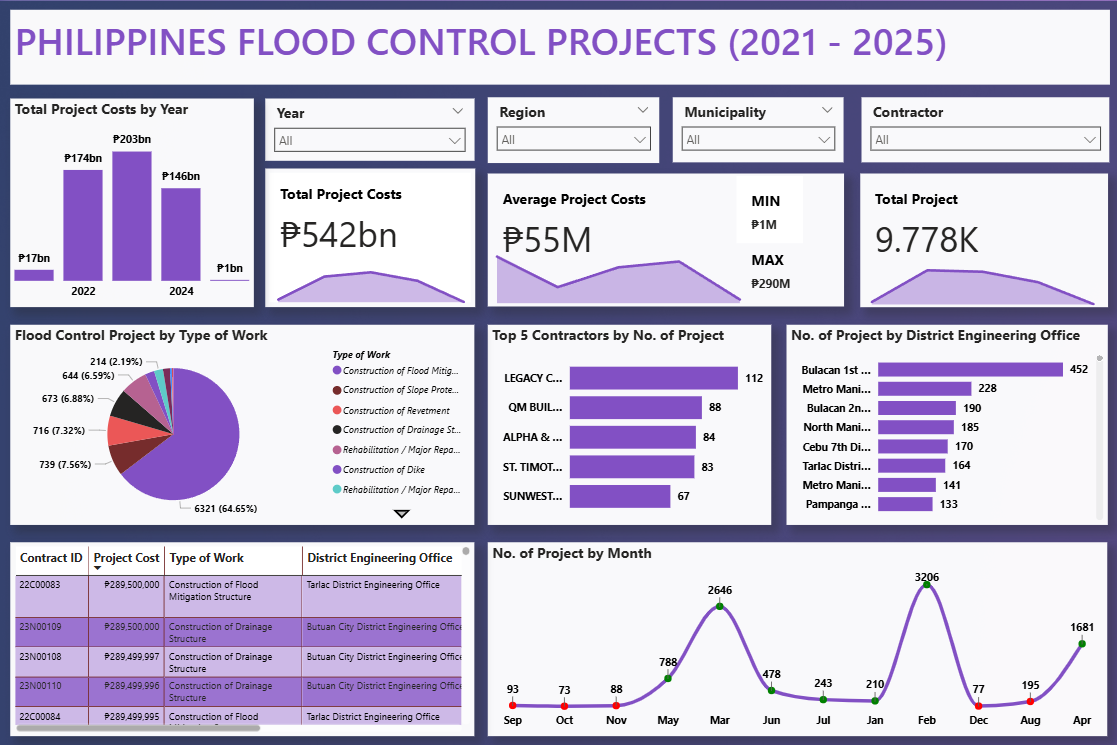 PHILIPPINES FLOOD CONTROL PROJECTS (2021 - 2025)
Total Project Costs by Year
₱17bn
₱174bn
₱203bn
₱146bn
₱1bn
2022
2024
Year
All
Region
All
Municipality
All
Contractor
All
Total Project Costs
₱542bn
Average Project Costs
₱55M
MIN
₱1M
MAX
₱290M
Total Project
9.778K
Flood Control Project by Type of Work
214 (2.19%)
644 (6.59%)
673 (6.88%)
716 (7.32%)
739 (7.56%)
6321 (64.65%)
Type of Work
Construction of Flood Mitig...
Construction of Slope Prote...
Construction of Revetment
Construction of Drainage St...
Rehabilitation / Major Repa...
Construction of Dike
Rehabilitation / Major Repa...
Top 5 Contractors by No. of Project
LEGACY C... 112
QM BUIL... 88
ALPHA & ... 84
ST. TIMOT... 83
SUNWEST... 67
No. of Project by District Engineering Office
Bulacan 1st ... 452
Metro Mani... 228
Bulacan 2n... 190
North Mani... 185
Cebu 7th Di... 170
Tarlac Distri... 164
Metro Mani... 141
Pampanga ... 133
Contract ID Project Cost Type of Work District Engineering Office
22C00083 ₱289,500,000 Construction of Flood Tarlac District Engineering Office
Mitigation Structure
23N00109 ₱289,500,000 Construction of Drainage Butuan City District Engineering Office
Structure
23N00108 ₱289,499,997 Construction of Drainage Butuan City District Engineering Office
Structure
23N00110 ₱289,499,996 Construction of Drainage Butuan City District Engineering Office
Structure
22C00084 ₱289,499,995 Construction of Flood Tarlac District Engineering Office
No. of Project by Month
93
73
88
788
2646
478
243
210
3206
77
195
1681
Sep Oct Nov May Mar Jun Jul Jan Feb Dec Aug Apr